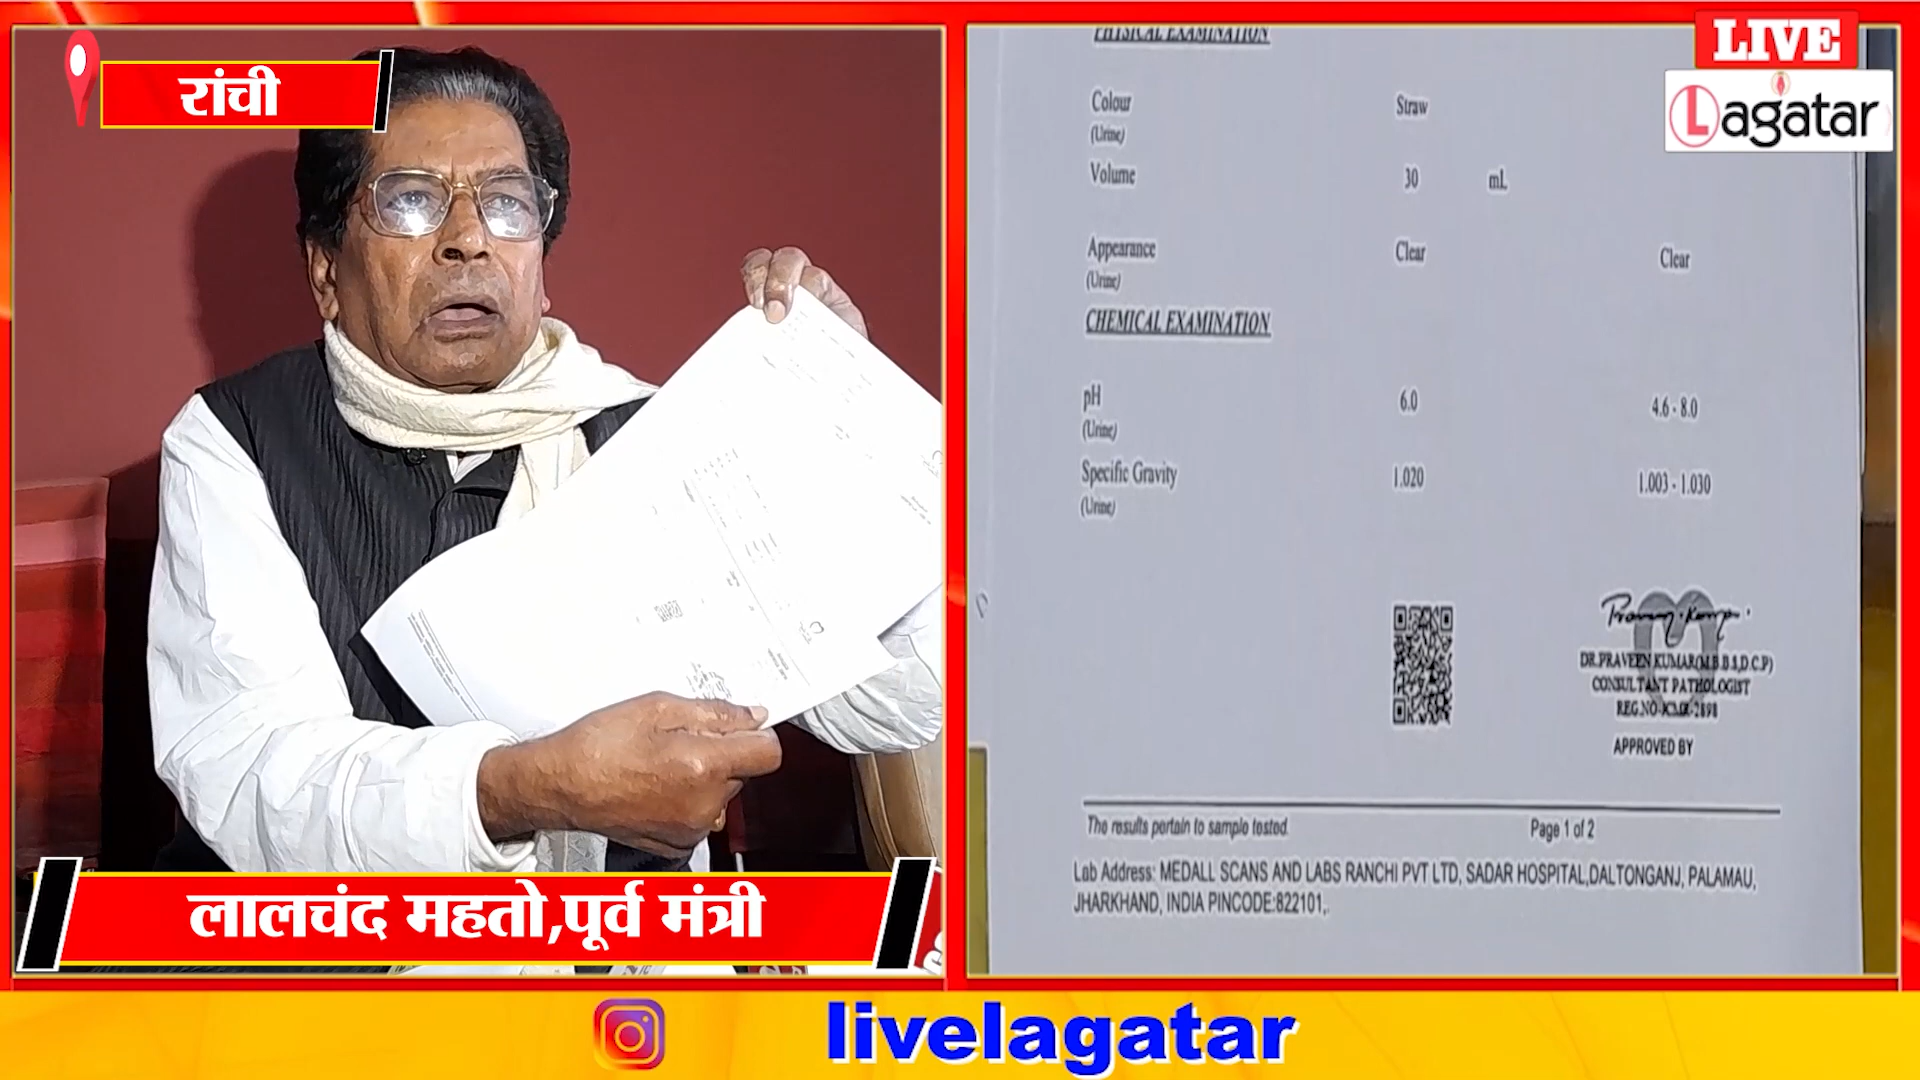 रांची
लालचंद महतो,पूर्व मंत्री
LIVE
Lagatar
PHYSICAL EXAMINATION
Colour Straw
(Urine)
Volume 30 mL
Appearance Clear Clear
(Urine)
CHEMICAL EXAMINATION
pH 6.0 4.6 - 8.0
(Urine)
Specific Gravity 1.020 1.003 - 1.030
(Urine)
DR.PRAVEEN KUMAR(M.B.B.S,D.C.P)
CONSULTANT PATHOLOGIST
APPROVED BY
The results pertain to sample tested. Page 1 of 2
Lab Address: MEDALL SCANS AND LABS RANCHI PVT LTD, SADAR HOSPITAL,DALTONGANJ, PALAMAU,
JHARKHAND, INDIA PINCODE:822101,.
livelagatar